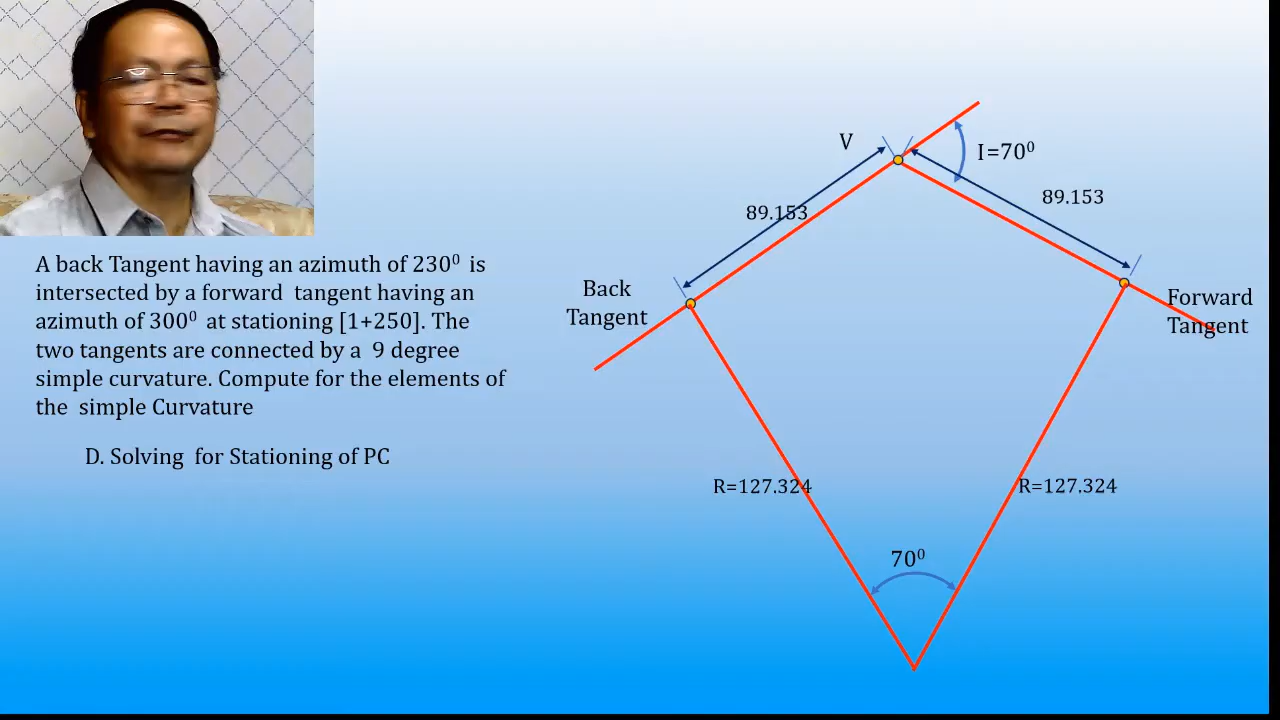 A back Tangent having an azimuth of 230⁰ is
intersected by a forward tangent having an
azimuth of 300⁰ at stationing [1+250]. The
two tangents are connected by a 9 degree
simple curvature. Compute for the elements of
the simple Curvature
D. Solving for Stationing of PC
V
I=70⁰
89.153
89.153
Back
Tangent
Forward
Tangent
R=127.324
R=127.324
70⁰